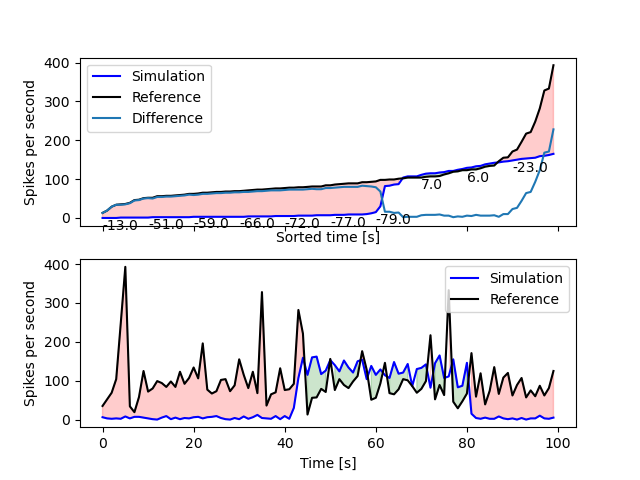 400
300
200
100
0
Spikes per second
Simulation
Reference
Difference
-13.0 -51.0 -59.0 -66.0 -72.0 -77.0 -79.0 7.0 6.0 -23.0
Sorted time [s]
400
300
200
100
0
Spikes per second
Simulation
Reference
0 20 40 60 80 100
Time [s]